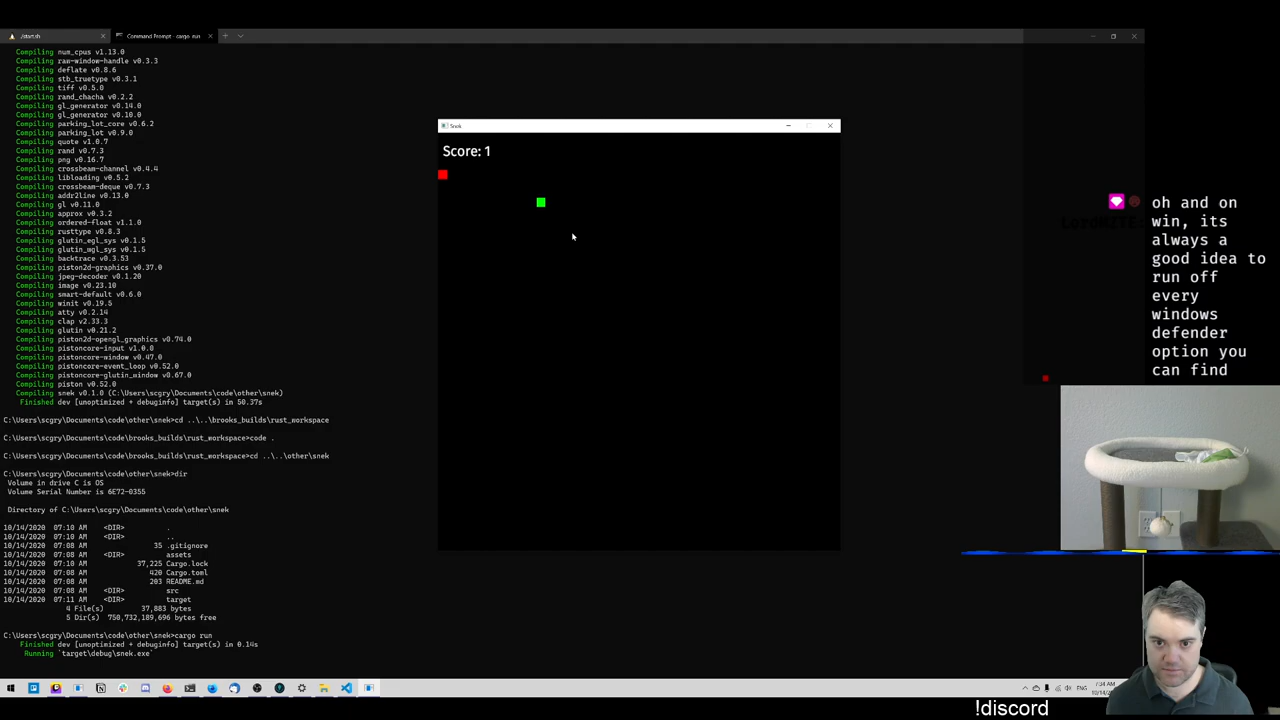 ./start.sh
Command Prompt - cargo run
Compiling num_cpus v1.13.0
Compiling raw-window-handle v0.3.3
Compiling deflate v0.8.6
Compiling stb_truetype v0.3.1
Compiling tiff v0.5.0
Compiling rand_chacha v0.2.2
Compiling gl_generator v0.14.0
Compiling gl_generator v0.10.0
Compiling parking_lot_core v0.6.2
Compiling parking_lot v0.9.0
Compiling quote v1.0.7
Compiling rand v0.7.3
Compiling png v0.16.7
Compiling crossbeam-channel v0.4.4
Compiling libloading v0.5.2
Compiling crossbeam-deque v0.7.3
Compiling addr2line v0.13.0
Compiling gl v0.11.0
Compiling approx v0.3.2
Compiling ordered-float v1.1.0
Compiling rusttype v0.8.3
Compiling glutin_egl_sys v0.1.5
Compiling glutin_wgl_sys v0.1.5
Compiling backtrace v0.3.53
Compiling piston2d-graphics v0.37.0
Compiling jpeg-decoder v0.1.20
Compiling image v0.23.10
Compiling smart-default v0.6.0
Compiling winit v0.19.5
Compiling atty v0.2.14
Compiling clap v2.33.3
Compiling glutin v0.21.2
Compiling piston2d-opengl_graphics v0.74.0
Compiling pistoncore-input v1.0.0
Compiling pistoncore-window v0.47.0
Compiling pistoncore-event_loop v0.52.0
Compiling pistoncore-glutin_window v0.67.0
Compiling piston v0.52.0
Compiling snek v0.1.0 (C:\Users\scgry\Documents\code\other\snek)
Finished dev [unoptimized + debuginfo] target(s) in 50.37s
C:\Users\scgry\Documents\code\other\snek>cd ..\..\brooks_builds\rust_workspace
C:\Users\scgry\Documents\code\brooks_builds\rust_workspace>code .
C:\Users\scgry\Documents\code\brooks_builds\rust_workspace>cd ..\..\other\snek
C:\Users\scgry\Documents\code\other\snek>dir
Volume in drive C is OS
Volume Serial Number is 6E72-0355
Directory of C:\Users\scgry\Documents\code\other\snek
10/14/2020 07:10 AM <DIR> .
10/14/2020 07:10 AM <DIR> ..
10/14/2020 07:08 AM 35 .gitignore
10/14/2020 07:08 AM <DIR> assets
10/14/2020 07:10 AM 37,225 Cargo.lock
10/14/2020 07:08 AM 420 Cargo.toml
10/14/2020 07:08 AM 203 README.md
10/14/2020 07:08 AM <DIR> src
10/14/2020 07:11 AM <DIR> target
4 File(s) 37,883 bytes
5 Dir(s) 750,732,189,696 bytes free
C:\Users\scgry\Documents\code\other\snek>cargo run
Finished dev [unoptimized + debuginfo] target(s) in 0.14s
Running `target\debug\snek.exe`
Snek
Score: 1
oh and on
win, its
always a
good idea to
run off
every
windows
defender
option you
can find
ENG
7:34 AM
!discord